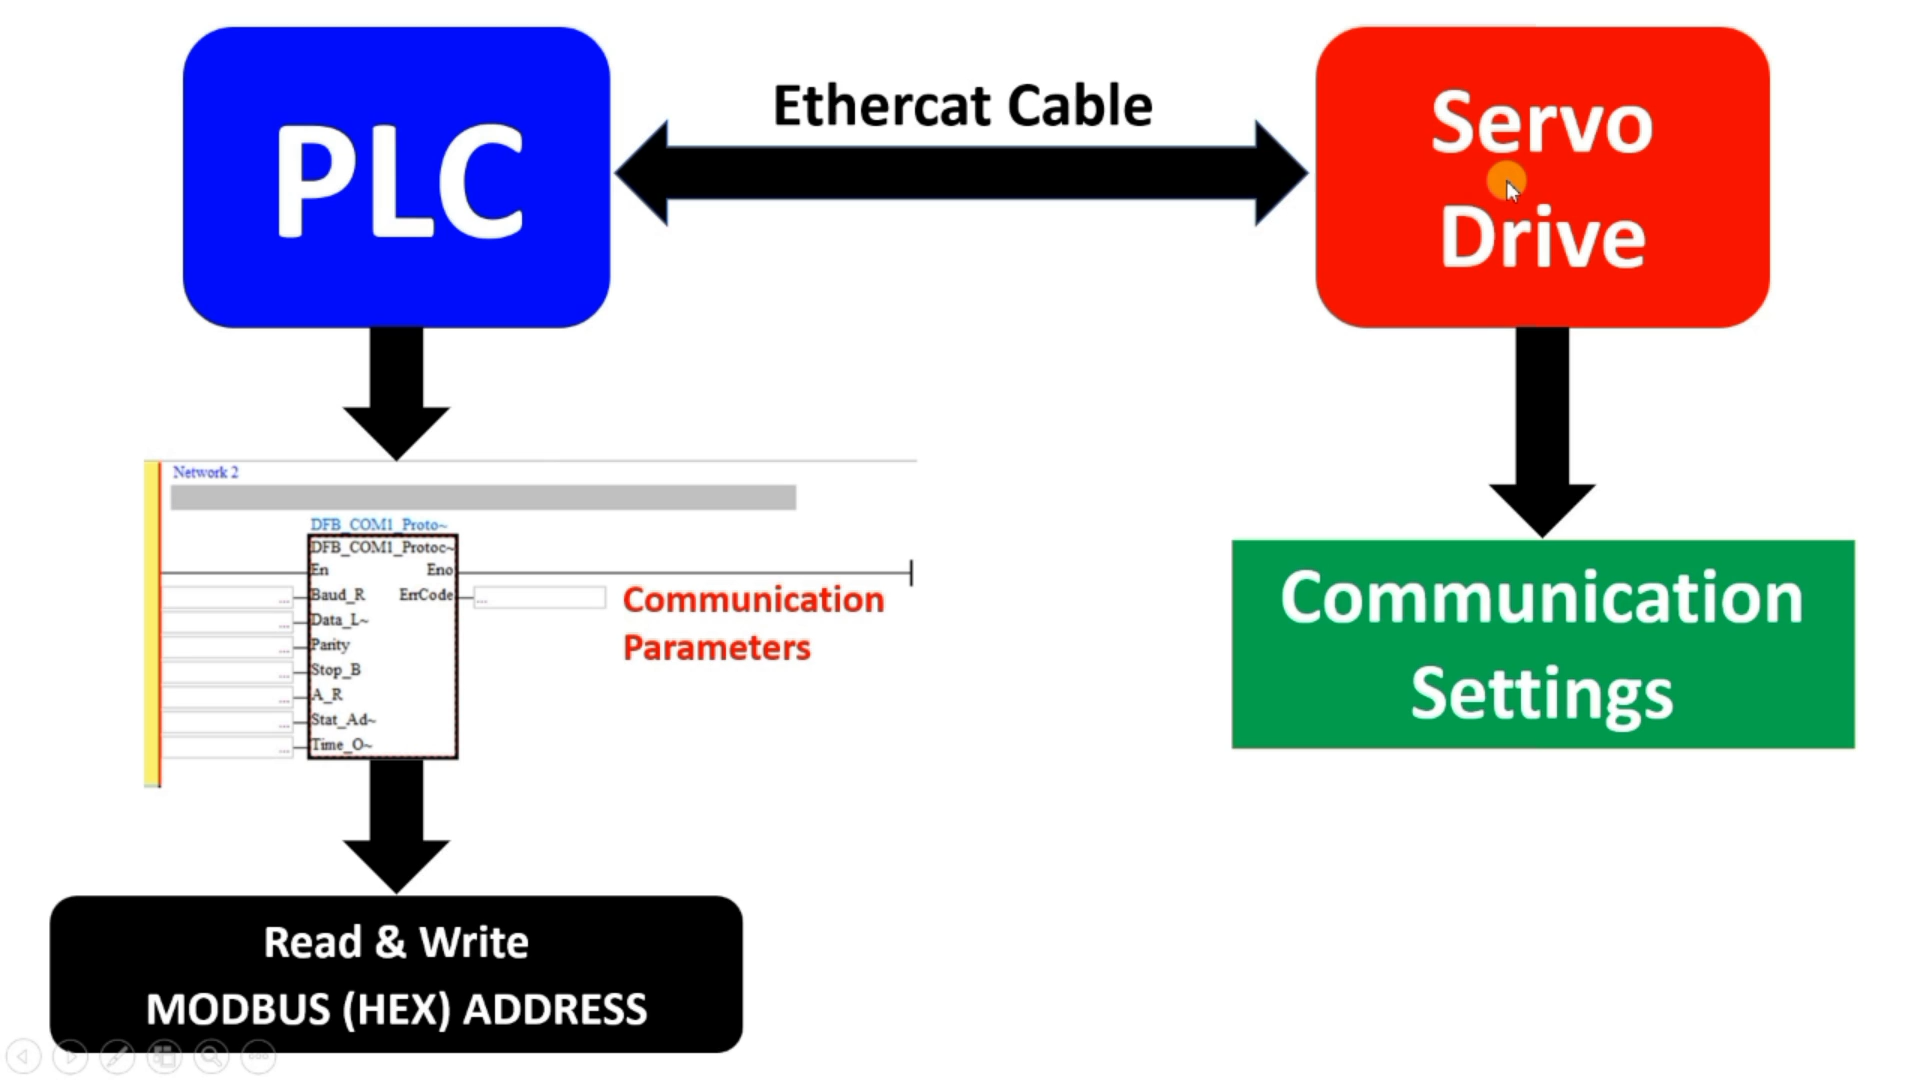 PLC
Ethercat Cable
Servo
Drive
Network 2
DFB_COM1_Proto~
DFB_COM1_Protoc~
En Eno
Baud_R ErrCode
Data_L~
Parity
Stop_B
A_R
Stat_Ad~
Time_O~
Communication
Parameters
Communication
Settings
Read & Write
MODBUS (HEX) ADDRESS